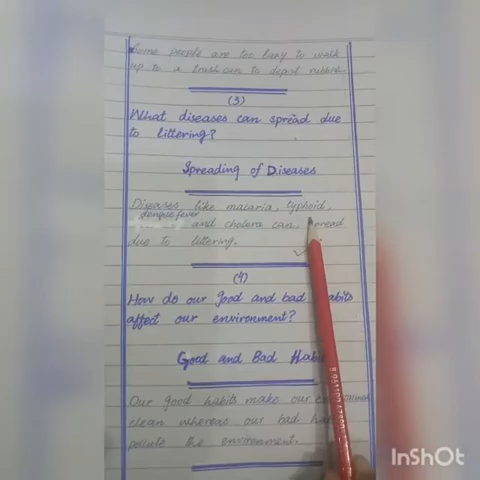 Some people are too lazy to walk
up to a trash can to deposit rubbish.
(3)
What diseases can spread due
to littering?
Spreading of Diseases
Diseases like malaria, typhoid,
dengue fever
and cholera can spread
due to littering.
(4)
How do our good and bad habits
affect our environment?
Good and Bad Habits
Our good habits make our environment
clean whereas our bad habits
pollute the environment.
InShOt